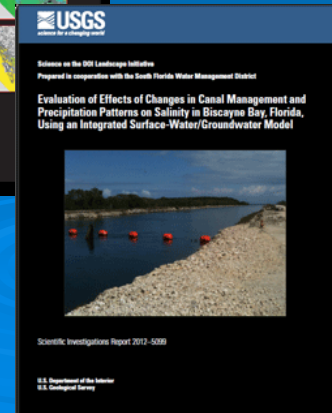 USGS
science for a changing world
Science on the DOI Landscape Initiative
Prepared in cooperation with the South Florida Water Management District
Evaluation of Effects of Changes in Canal Management and
Precipitation Patterns on Salinity in Biscayne Bay, Florida,
Using an Integrated Surface-Water/Groundwater Model
Scientific Investigations Report 2012–5099
U.S. Department of the Interior
U.S. Geological Survey